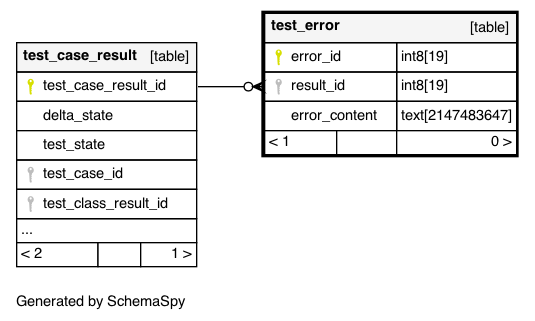 test_case_result [table]
test_case_result_id
delta_state
test_state
test_case_id
test_class_result_id
...
< 2 1 >
test_error [table]
error_id int8[19]
result_id int8[19]
error_content text[2147483647]
< 1 0 >
Generated by SchemaSpy